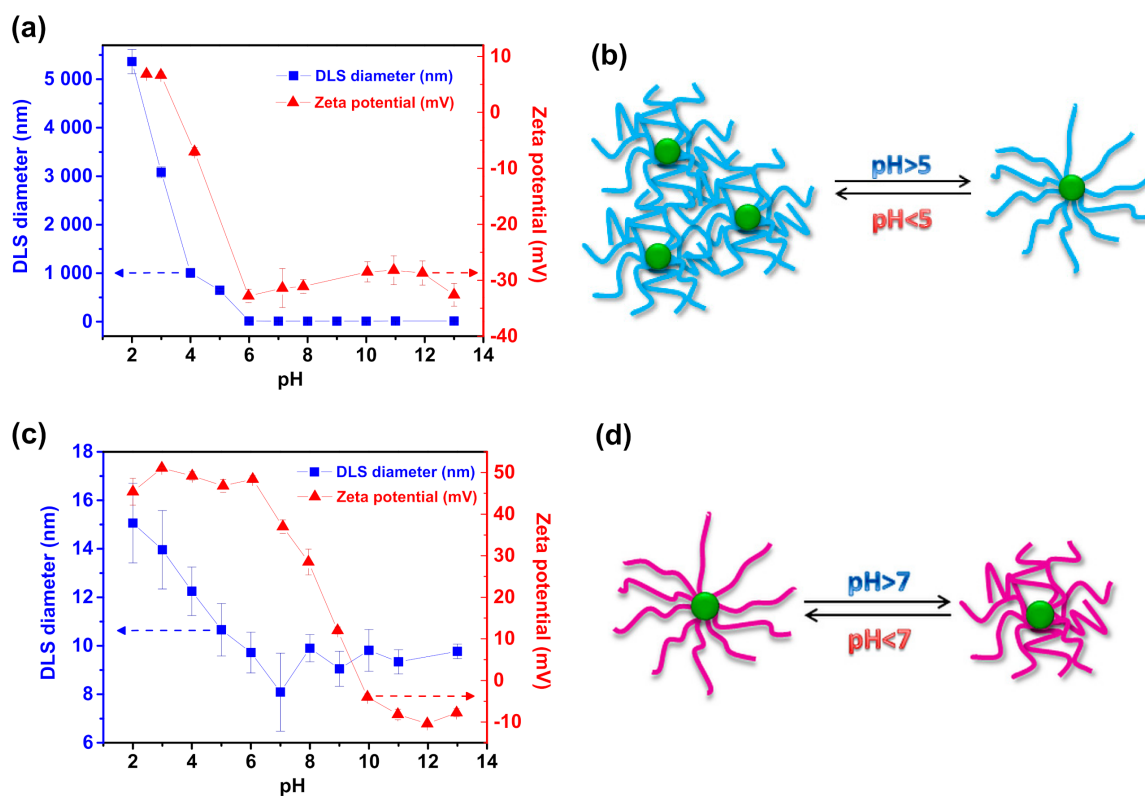 (a)
DLS diameter (nm)
Zeta potential (mV)
5 000
4 000
3 000
2 000
1 000
0
10
0
-10
-20
-30
-40
2 4 6 8 10 12 14
pH
DLS diameter (nm)
Zeta potential (mV)
(b)
pH>5
pH<5
(c)
DLS diameter (nm)
Zeta potential (mV)
18
16
14
12
10
8
6
50
40
30
20
10
0
-10
2 4 6 8 10 12 14
pH
DLS diameter (nm)
Zeta potential (mV)
(d)
pH>7
pH<7